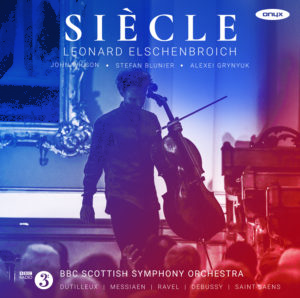 SIÈCLE
onyx
LEONARD ELSCHENBROICH
JOHN WILSON • STEFAN BLUNIER • ALEXEI GRYNYUK
BBC
RADIO
3
BBC SCOTTISH SYMPHONY ORCHESTRA
DUTILLEUX | MESSIAEN | RAVEL | DEBUSSY | SAINT-SAËNS